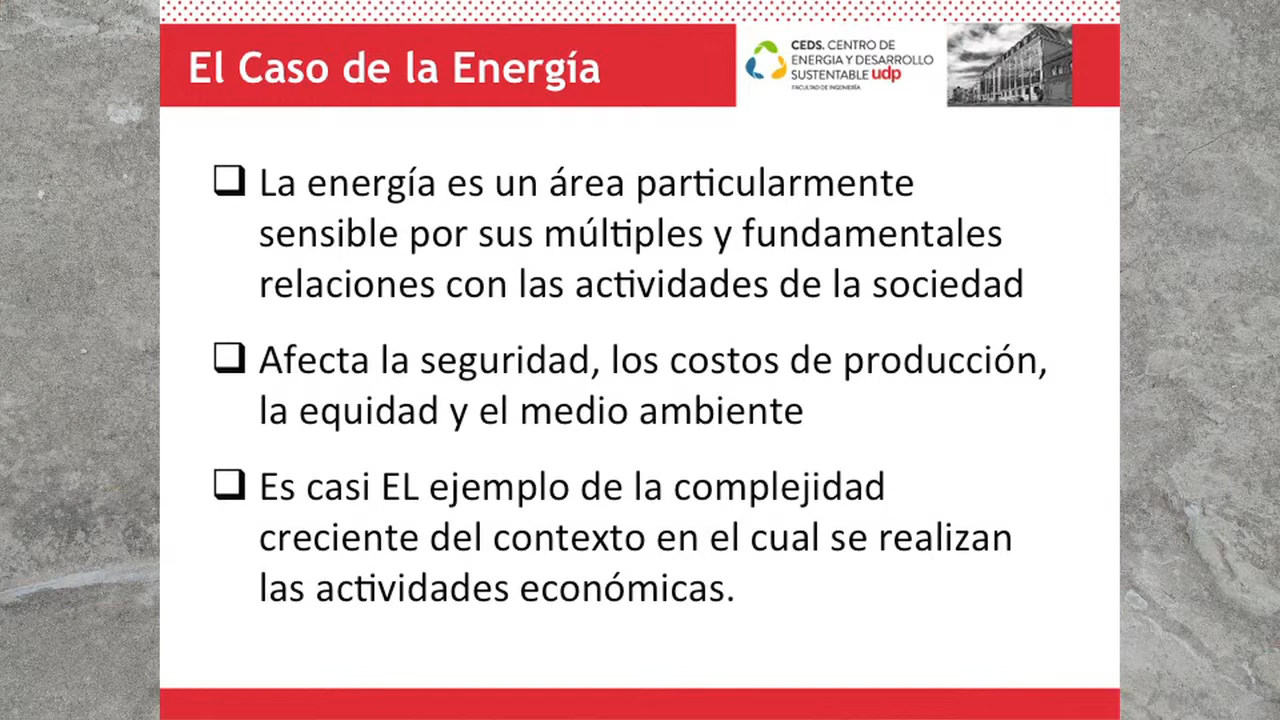 El Caso de la Energía
CEDS. CENTRO DE
ENERGIA Y DESARROLLO
SUSTENTABLE udp
FACULTAD DE INGENIERÍA
La energía es un área particularmente
sensible por sus múltiples y fundamentales
relaciones con las actividades de la sociedad
Afecta la seguridad, los costos de producción,
la equidad y el medio ambiente
Es casi EL ejemplo de la complejidad
creciente del contexto en el cual se realizan
las actividades económicas.